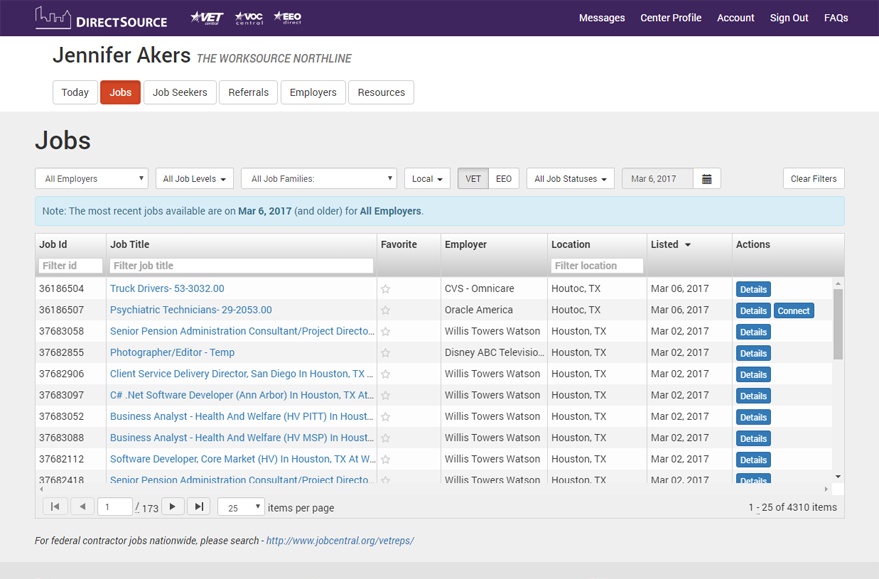 DIRECTSOURCE VET central VOC central EEO direct Messages Center Profile Account Sign Out FAQs
Jennifer Akers THE WORKSOURCE NORTHLINE
Today Jobs Job Seekers Referrals Employers Resources
Jobs
All Employers All Job Levels All Job Families: Local VET EEO All Job Statuses Mar 6, 2017 Clear Filters
Note: The most recent jobs available are on Mar 6, 2017 (and older) for All Employers.
Job Id Job Title Favorite Employer Location Listed Actions
Filter id Filter job title Filter location
36186504 Truck Drivers- 53-3032.00 CVS - Omnicare Houtoc, TX Mar 06, 2017 Details
36186507 Psychiatric Technicians- 29-2053.00 Oracle America Houtoc, TX Mar 06, 2017 Details Connect
37683058 Senior Pension Administration Consultant/Project Directo... Willis Towers Watson Houston, TX Mar 02, 2017 Details
37682855 Photographer/Editor - Temp Disney ABC Televisio... Houston, TX Mar 02, 2017 Details
37682906 Client Service Delivery Director, San Diego In Houston, TX ... Willis Towers Watson Houston, TX Mar 02, 2017 Details
37683097 C# .Net Software Developer (Ann Arbor) In Houston, TX At... Willis Towers Watson Houston, TX Mar 02, 2017 Details
37683052 Business Analyst - Health And Welfare (HV PITT) In Houst... Willis Towers Watson Houston, TX Mar 02, 2017 Details
37683088 Business Analyst - Health And Welfare (HV MSP) In Houst... Willis Towers Watson Houston, TX Mar 02, 2017 Details
37682112 Software Developer, Core Market (HV) In Houston, TX At W... Willis Towers Watson Houston, TX Mar 02, 2017 Details
37682418 Senior Pension Administration Consultant/Project Directo... Willis Towers Watson Houston, TX Mar 02, 2017 Details
1 / 173 25 items per page 1 - 25 of 4310 items
For federal contractor jobs nationwide, please search - http://www.jobcentral.org/vetreps/